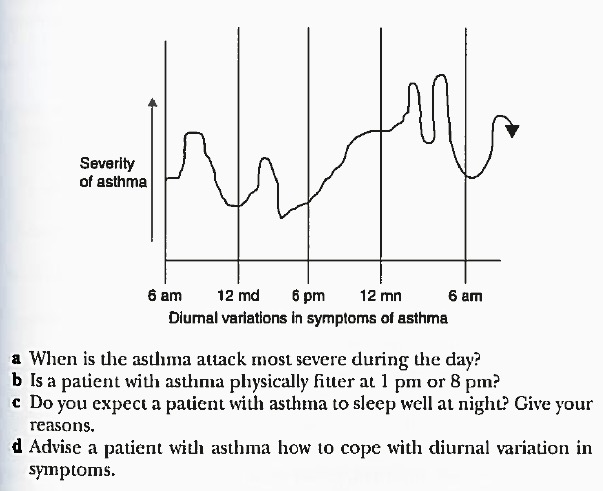 Severity
of asthma
6 am 12 md 6 pm 12 mn 6 am
Diurnal variations in symptoms of asthma
a When is the asthma attack most severe during the day?
b Is a patient with asthma physically fitter at 1 pm or 8 pm?
c Do you expect a patient with asthma to sleep well at night? Give your
reasons.
d Advise a patient with asthma how to cope with diurnal variation in
symptoms.